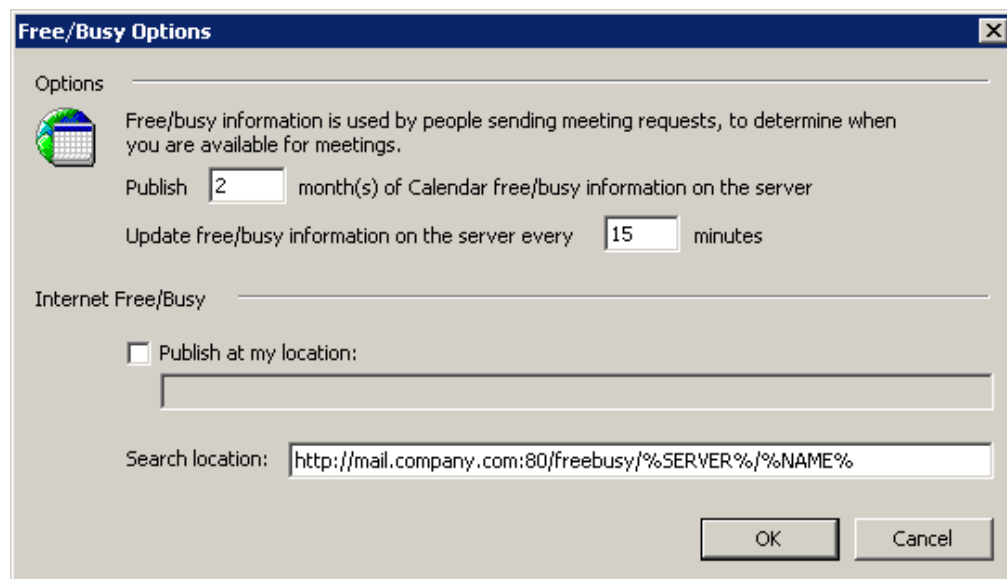 Free/Busy Options
Options
Free/busy information is used by people sending meeting requests, to determine when
you are available for meetings.
Publish 2 month(s) of Calendar free/busy information on the server
Update free/busy information on the server every 15 minutes
Internet Free/Busy
Publish at my location:
Search location: http://mail.company.com:80/freebusy/%SERVER%/%NAME%
OK Cancel